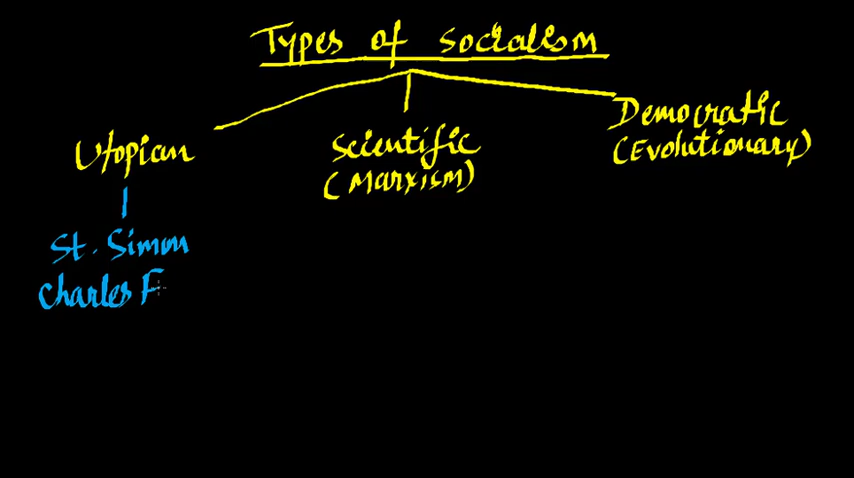 Types of Socialism
Utopian
Scientific
(Marxism)
Democratic
(Evolutionary)
St. Simon
Charles F